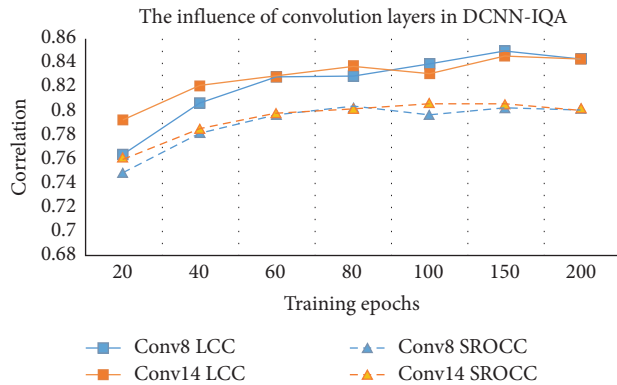 The influence of convolution layers in DCNN-IQA
0.86
0.84
0.82
0.8
0.78
0.76
0.74
0.72
0.7
0.68
Correlation
20 40 60 80 100 150 200
Training epochs
Conv8 LCC Conv8 SROCC
Conv14 LCC Conv14 SROCC